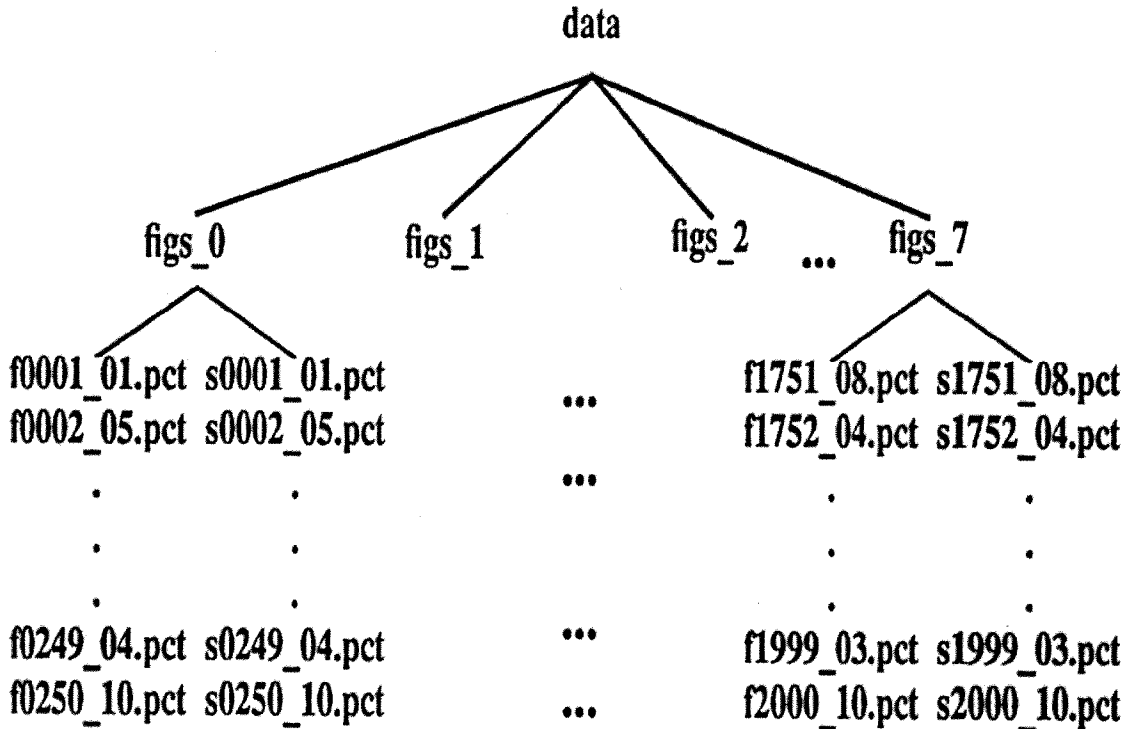 data
figs_0 figs_1 figs_2 ... figs_7
f0001_01.pct s0001_01.pct ... f1751_08.pct s1751_08.pct
f0002_05.pct s0002_05.pct ... f1752_04.pct s1752_04.pct
. . . .
. . . .
. . . .
f0249_04.pct s0249_04.pct ... f1999_03.pct s1999_03.pct
f0250_10.pct s0250_10.pct ... f2000_10.pct s2000_10.pct